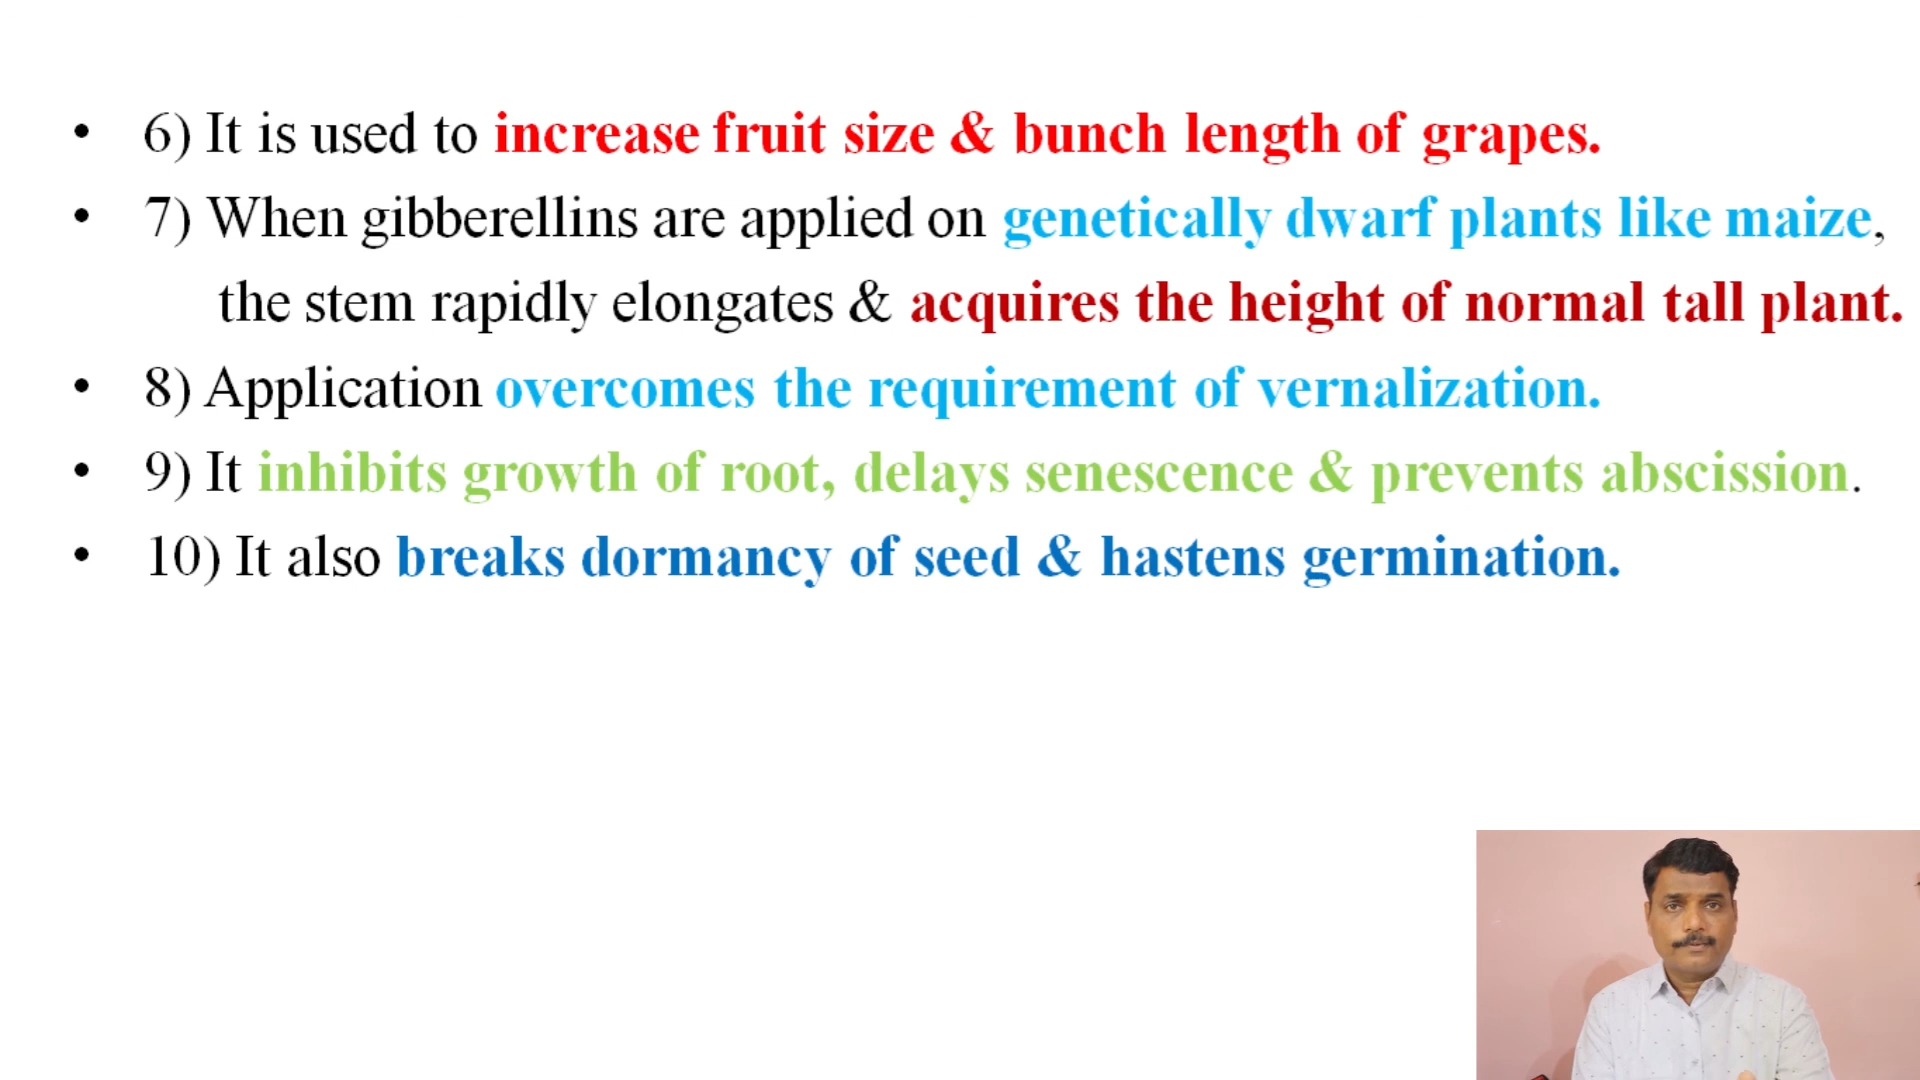 • 6) It is used to increase fruit size & bunch length of grapes.
• 7) When gibberellins are applied on genetically dwarf plants like maize,
the stem rapidly elongates & acquires the height of normal tall plant.
• 8) Application overcomes the requirement of vernalization.
• 9) It inhibits growth of root, delays senescence & prevents abscission.
• 10) It also breaks dormancy of seed & hastens germination.